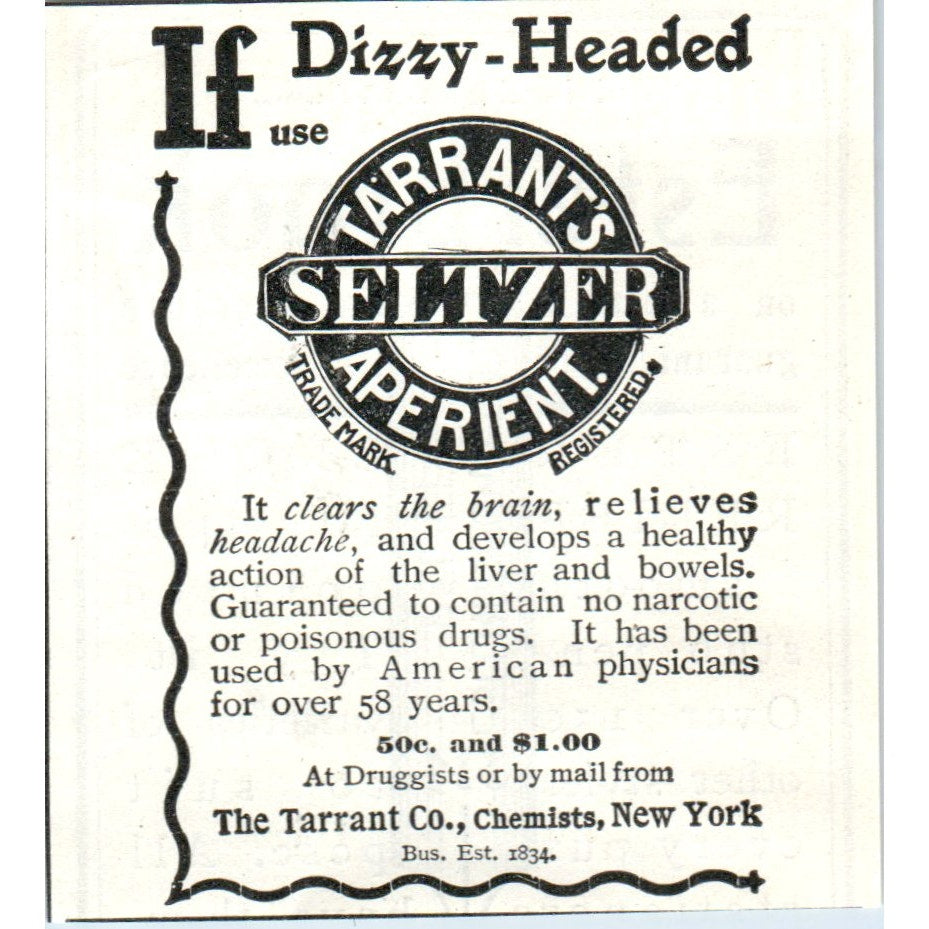 If Dizzy-Headed
use
TARRANT'S
SELTZER
APERIENT.
TRADE MARK
REGISTERED.
It clears the brain, relieves
headache, and develops a healthy
action of the liver and bowels.
Guaranteed to contain no narcotic
or poisonous drugs. It has been
used by American physicians
for over 58 years.
50c. and $1.00
At Druggists or by mail from
The Tarrant Co., Chemists, New York
Bus. Est. 1834.